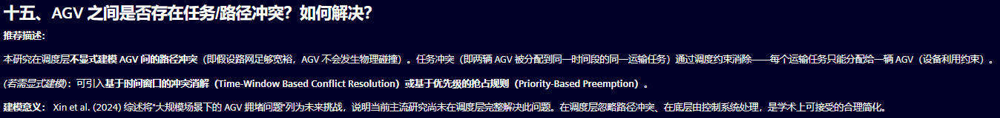 十五、AGV 之间是否存在任务/路径冲突？如何解决？
推荐描述：
本研究在调度层不显式建模 AGV 间的路径冲突（即假设路网足够宽裕，AGV 不会发生物理碰撞）。任务冲突（即两辆 AGV 被分配到同一时间段的同一运输任务）通过调度约束消除——每个运输任务只能分配给一辆 AGV（设备利用约束）。
(若需显式建模)：可引入基于时间窗口的冲突消解（Time-Window Based Conflict Resolution）或基于优先级的抢占规则（Priority-Based Preemption）。
建模意义： Xin et al. (2024) 综述将"大规模场景下的 AGV 拥堵问题"列为未来挑战，说明当前主流研究尚未在调度层完整解决此问题。在调度层忽略路径冲突、在底层由控制系统处理，是学术上可接受的合理简化。